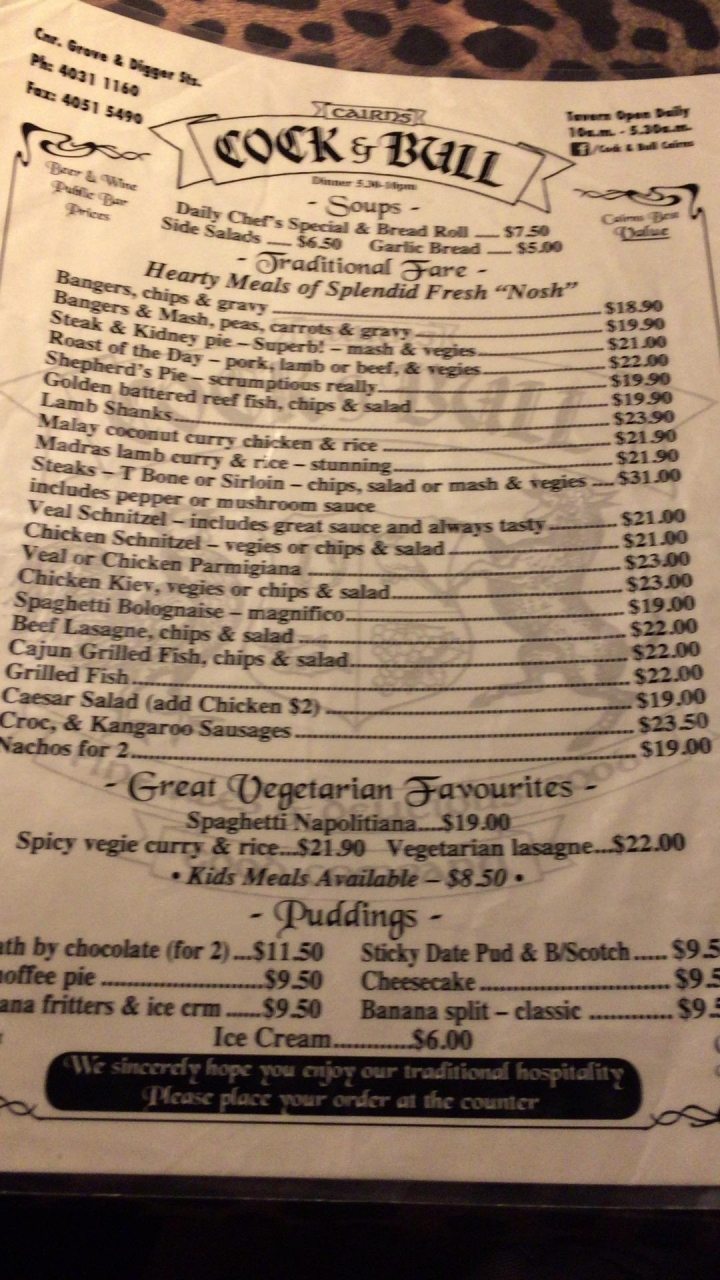 Cnr. Grove & Digger Sts.
Ph: 4031 1160
Fax: 4051 5490
Tavern Open Daily
10a.m. - 5.30a.m.
/Cock & Bull Cairns
CAIRNS
COCK & BULL
Dinner 5.30-10pm
Beer & Wine
Public Bar
Prices
Cairns Best
Value
- Soups -
Daily Chef's Special & Bread Roll ---- $7.50
Side Salads ---- $6.50 Garlic Bread ---- $5.00
- Traditional Fare -
Hearty Meals of Splendid Fresh "Nosh"
Bangers, chips & gravy $18.90
Bangers & Mash, peas, carrots & gravy $19.90
Steak & Kidney pie – Superb! – mash & vegies $21.00
Roast of the Day – pork, lamb or beef, & vegies $22.00
Shepherd's Pie – scrumptious really $19.90
Golden battered reef fish, chips & salad $19.90
Lamb Shanks $23.90
Malay coconut curry chicken & rice $21.90
Madras lamb curry & rice – stunning $21.90
Steaks – T Bone or Sirloin – chips, salad or mash & vegies $31.00
includes pepper or mushroom sauce
Veal Schnitzel – includes great sauce and always tasty $21.00
Chicken Schnitzel – vegies or chips & salad $21.00
Veal or Chicken Parmigiana $23.00
Chicken Kiev, vegies or chips & salad $23.00
Spaghetti Bolognaise – magnifico $19.00
Beef Lasagne, chips & salad $22.00
Cajun Grilled Fish, chips & salad $22.00
Grilled Fish $22.00
Caesar Salad (add Chicken $2) $19.00
Croc, & Kangaroo Sausages $23.50
Nachos for 2 $19.00
- Great Vegetarian Favourites -
Spaghetti Napolitiana....$19.00
Spicy vegie curry & rice...$21.90 Vegetarian lasagne...$22.00
• Kids Meals Available – $8.50 •
- Puddings -
ath by chocolate (for 2) ...$11.50 Sticky Date Pud & B/Scotch ..... $9.5
noffee pie ........................$9.50 Cheesecake ............................ $9.5
ana fritters & ice crm ......$9.50 Banana split – classic ............ $9.5
Ice Cream............$6.00
We sincerely hope you enjoy our traditional hospitality
Please place your order at the counter